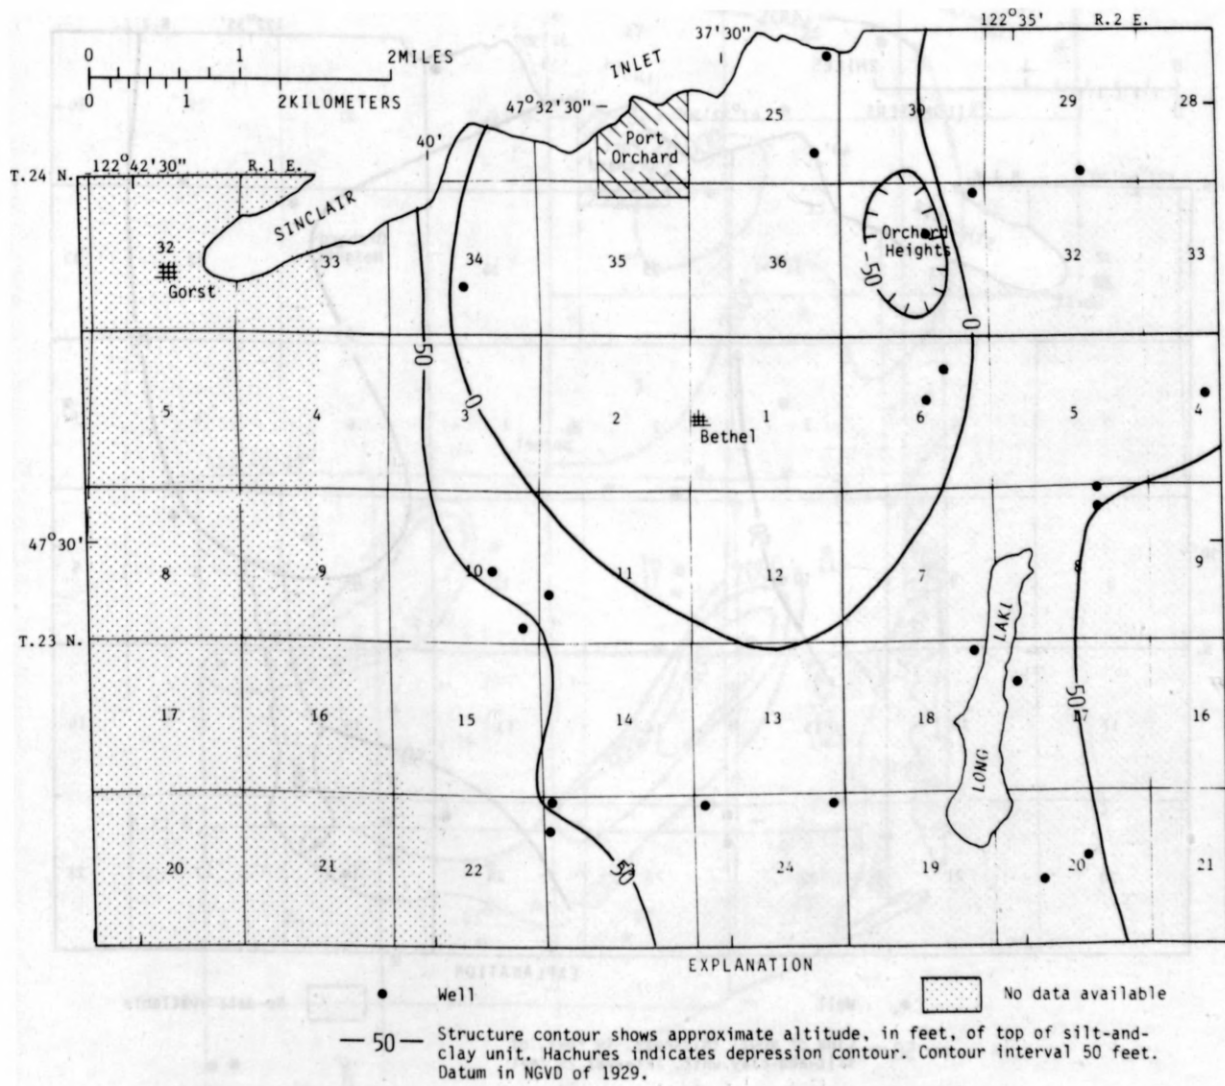 122°35'
R.2 E.
0 1 2MILES
0 1 2KILOMETERS
37'30"
INLET
47°32'30"
40'
Port
Orchard
25
30
29
28
122°42'30"
R.1 E.
T.24 N.
SINCLAIR
32
Gorst
33
34
35
36
Orchard
Heights
-50
32
33
50
0
0
5
4
3
2
1
Bethel
6
5
4
47°30'
8
9
10
11
12
7
8
9
T.23 N.
LONG LAKE
50
17
16
15
14
13
18
17
16
20
21
22
50
24
19
20
21
EXPLANATION
Well
No data available
50
Structure contour shows approximate altitude, in feet, of top of silt-and-
clay unit. Hachures indicates depression contour. Contour interval 50 feet.
Datum in NGVD of 1929.